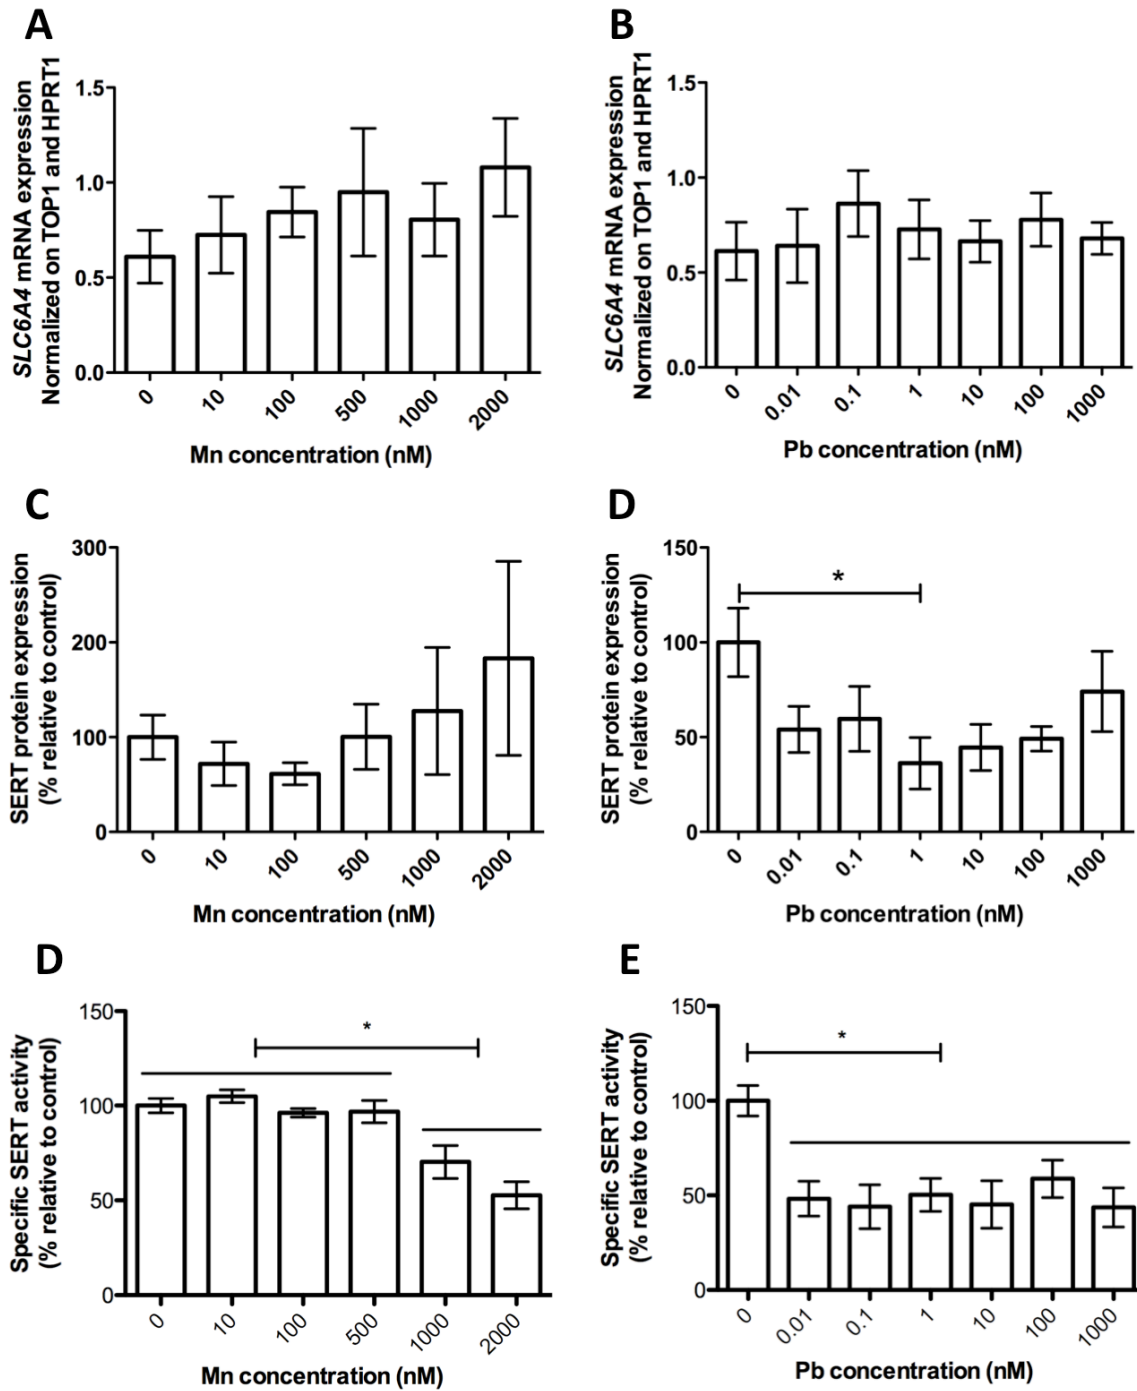 A
SLC6A4 mRNA expression
Normalized on TOP1 and HPRT1
1.5
1.0
0.5
0.0
0 10 100 500 1000 2000
Mn concentration (nM)
B
SLC6A4 mRNA expression
Normalized on TOP1 and HPRT1
1.5
1.0
0.5
0.0
0 0.01 0.1 1 10 100 1000
Pb concentration (nM)
C
SERT protein expression
(% relative to control)
300
200
100
0
0 10 100 500 1000 2000
Mn concentration (nM)
D
SERT protein expression
(% relative to control)
150
100
50
0
*
0 0.01 0.1 1 10 100 1000
Pb concentration (nM)
D
Specific SERT activity
(% relative to control)
150
100
50
0
*
0 10 100 500 1000 2000
Mn concentration (nM)
E
Specific SERT activity
(% relative to control)
150
100
50
0
*
0 0.01 0.1 1 10 100 1000
Pb concentration (nM)